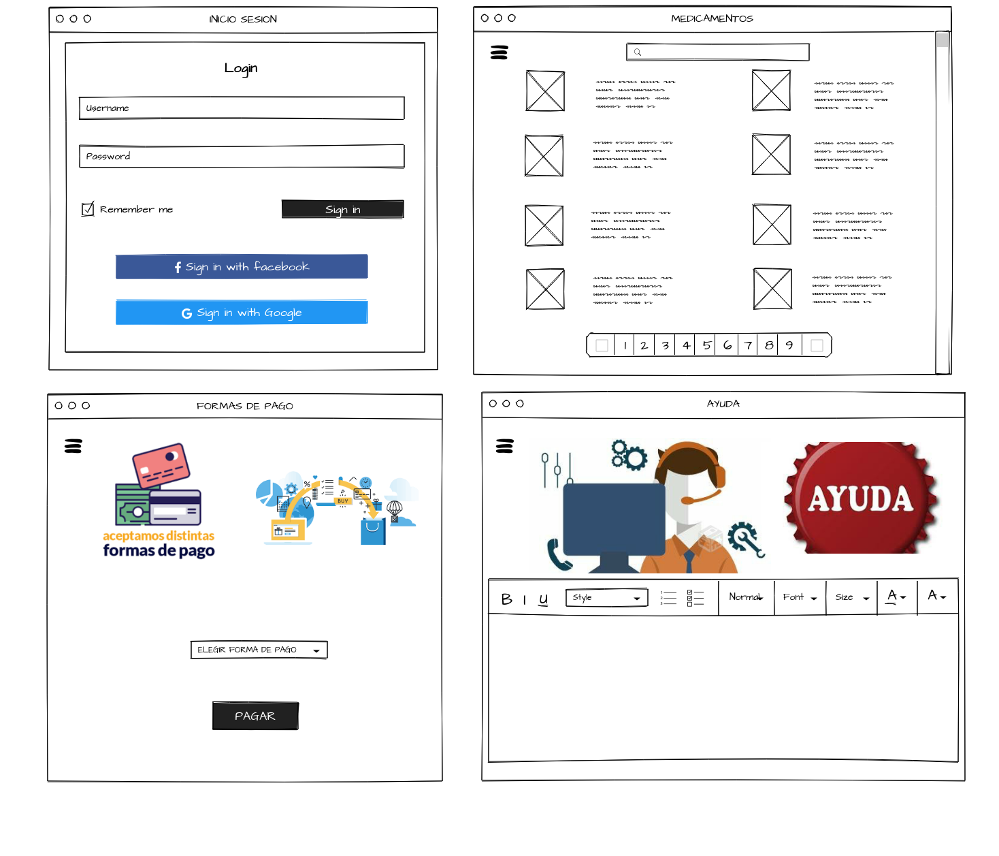 INICIO SESION
Login
Username
Password
Remember me
Sign in
Sign in with facebook
G Sign in with Google
MEDICAMENTOS
1 2 3 4 5 6 7 8 9
FORMAS DE PAGO
%
BUY
aceptamos distintas
formas de pago
ELEGIR FORMA DE PAGO
PAGAR
AYUDA
AYUDA
B I U Style Normal Font Size A A